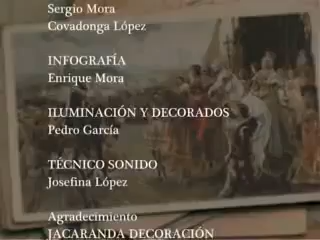 Sergio Mora
Covadonga López
INFOGRAFÍA
Enrique Mora
ILUMINACIÓN Y DECORADOS
Pedro García
TÉCNICO SONIDO
Josefina López
Agradecimiento
JACARANDA DECORACIÓN